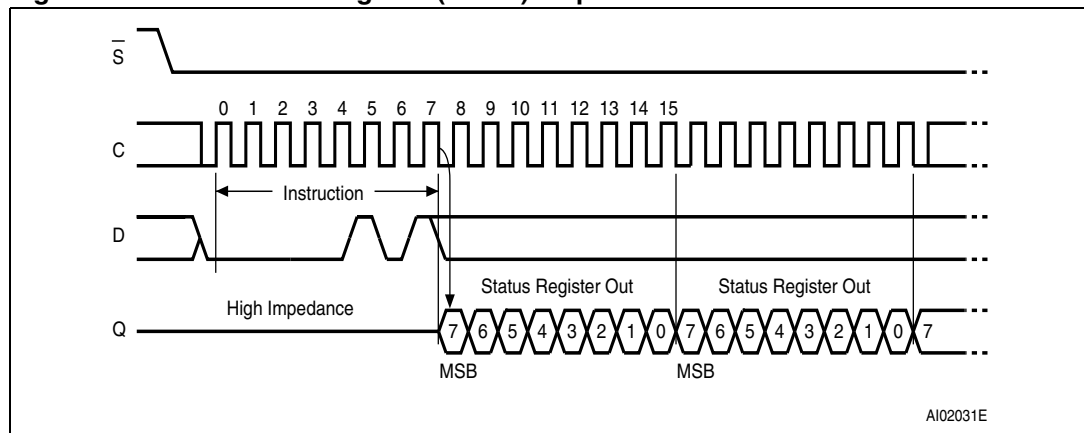 S
0 1 2 3 4 5 6 7 8 9 10 11 12 13 14 15
C
Instruction
D
Status Register Out Status Register Out
High Impedance
Q 7 6 5 4 3 2 1 0 7 6 5 4 3 2 1 0 7
MSB MSB
AI02031E